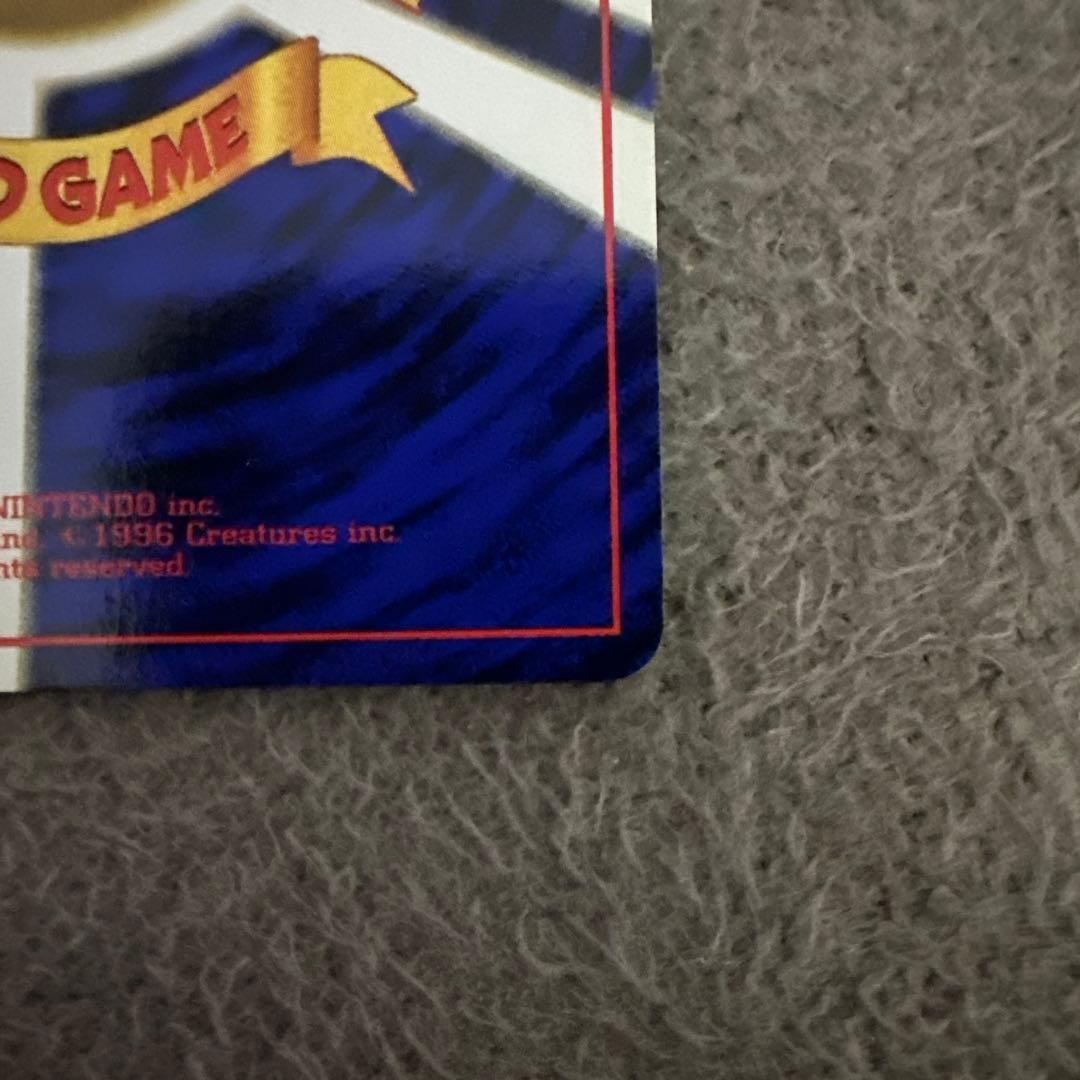 GAME
NINTENDO inc.
©1996 Creatures inc.
reserved.